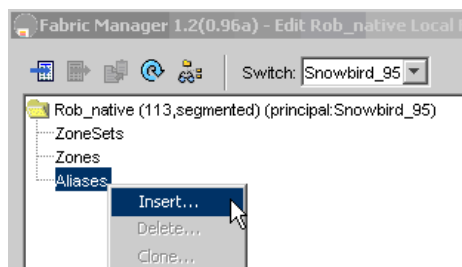 Fabric Manager 1.2(0.96a) - Edit Rob_native Local
Switch: Snowbird_95
Rob_native (113,segmented) (principal:Snowbird_95)
ZoneSets
Zones
Aliases
Insert...
Delete...
Clone...